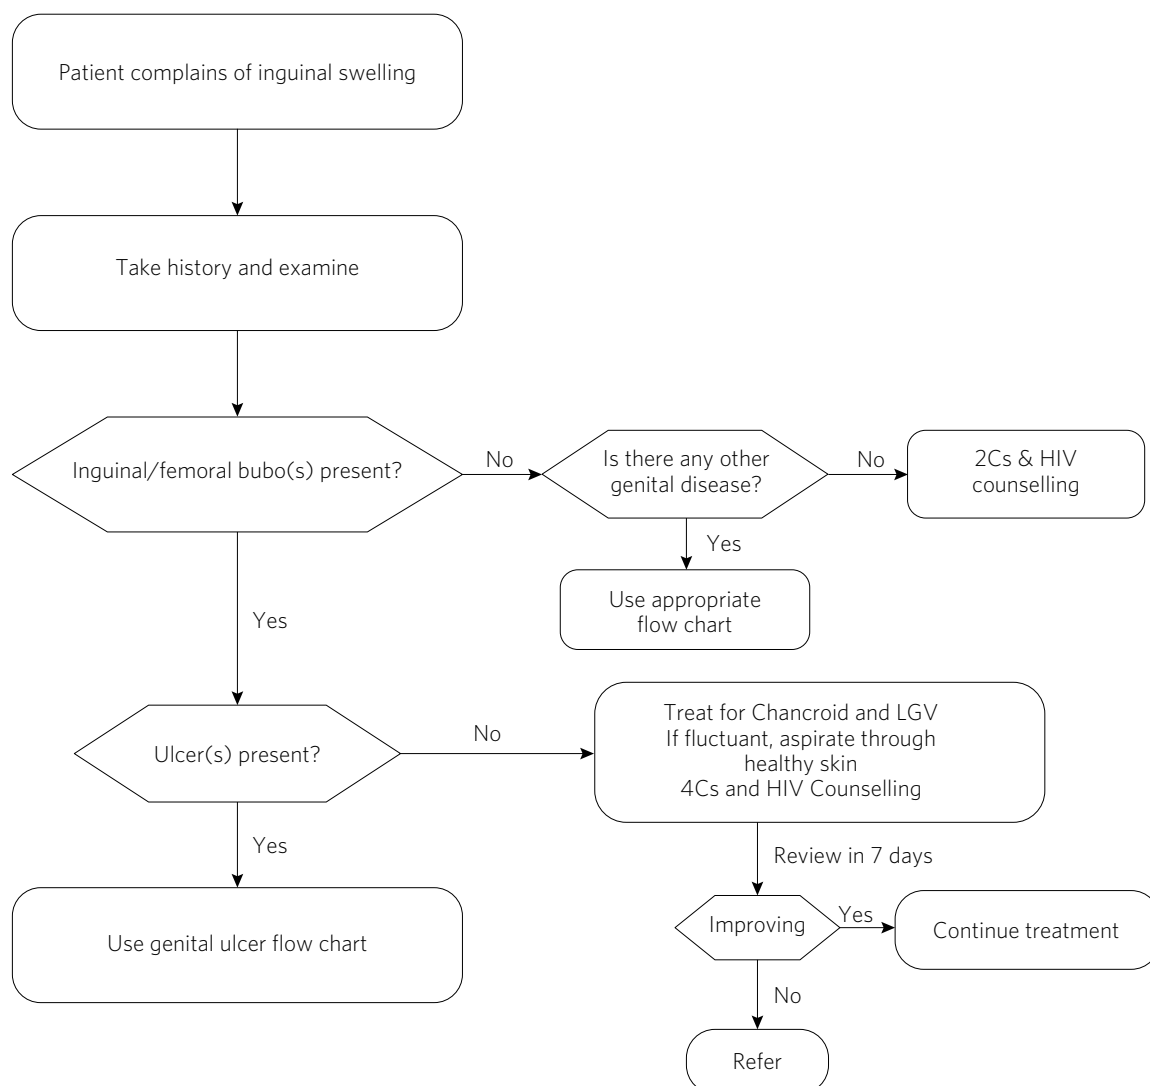 Patient complains of inguinal swelling
Take history and examine
Inguinal/femoral bubo(s) present?
No
Is there any other
genital disease?
No
2Cs & HIV
counselling
Yes
Use appropriate
flow chart
Yes
Ulcer(s) present?
No
Treat for Chancroid and LGV
If fluctuant, aspirate through
healthy skin
4Cs and HIV Counselling
Yes
Use genital ulcer flow chart
Review in 7 days
Improving
Yes
Continue treatment
No
Refer